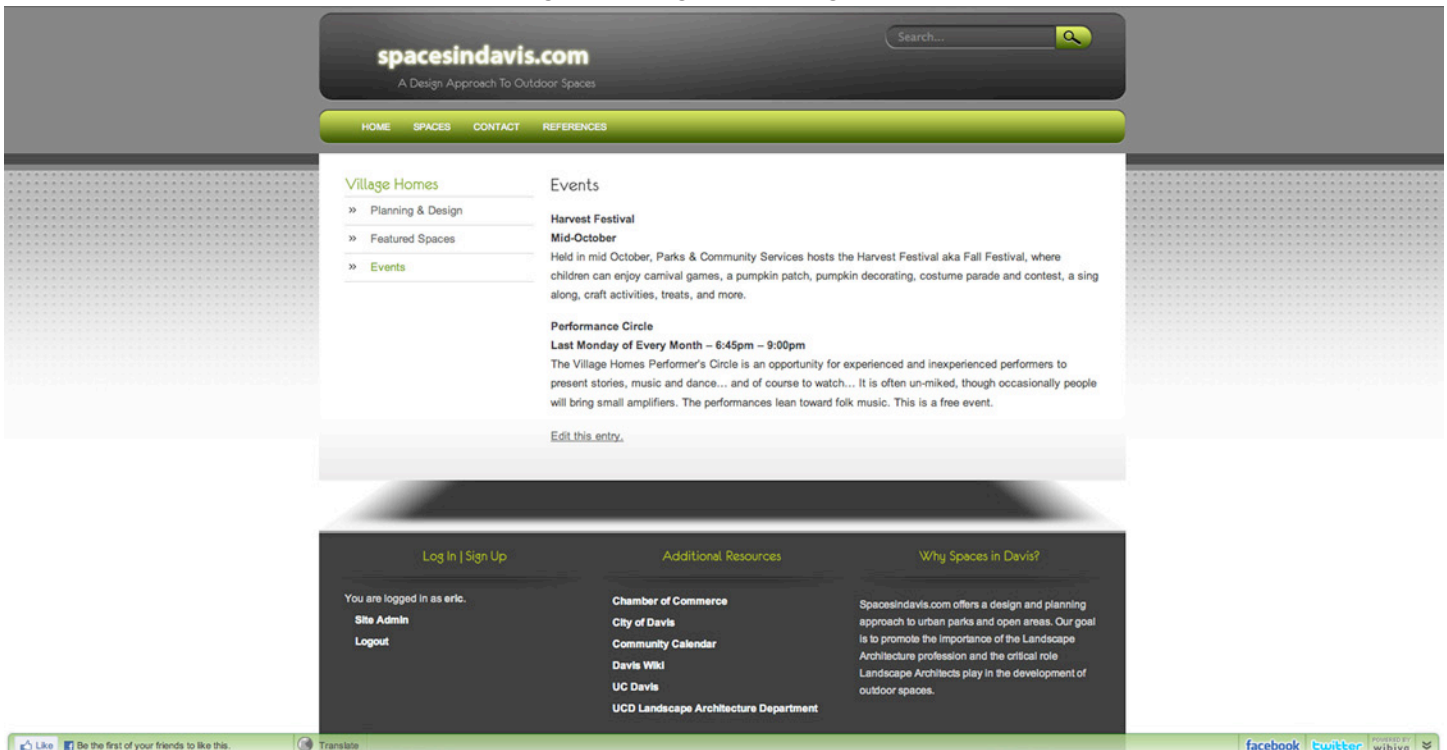 spacesindavis.com
A Design Approach To Outdoor Spaces
Search...
HOME SPACES CONTACT REFERENCES
Village Homes
» Planning & Design
» Featured Spaces
» Events
Events
Harvest Festival
Mid-October
Held in mid October, Parks & Community Services hosts the Harvest Festival aka Fall Festival, where
children can enjoy carnival games, a pumpkin patch, pumpkin decorating, costume parade and contest, a sing
along, craft activities, treats, and more.
Performance Circle
Last Monday of Every Month – 6:45pm – 9:00pm
The Village Homes Performer's Circle is an opportunity for experienced and inexperienced performers to
present stories, music and dance... and of course to watch... It is often un-miked, though occasionally people
will bring small amplifiers. The performances lean toward folk music. This is a free event.
Edit this entry.
Log In | Sign Up
You are logged in as eric.
Site Admin
Logout
Additional Resources
Chamber of Commerce
City of Davis
Community Calendar
Davis Wiki
UC Davis
UCD Landscape Architecture Department
Why Spaces in Davis?
Spacesindavis.com offers a design and planning
approach to urban parks and open areas. Our goal
is to promote the importance of the Landscape
Architecture profession and the critical role
Landscape Architects play in the development of
outdoor spaces.
Like Be the first of your friends to like this. Translate facebook twitter POWERED BY wibiya